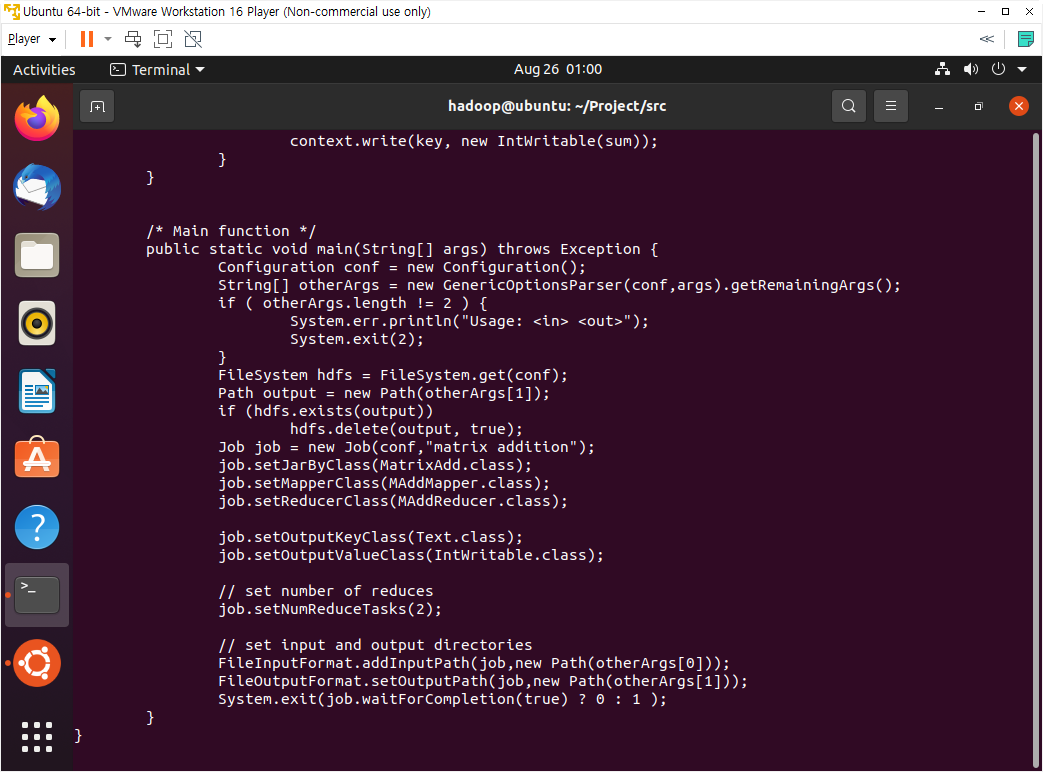 Ubuntu 64-bit - VMware Workstation 16 Player (Non-commercial use only)
Player
Activities
Terminal
Aug 26 01:00
hadoop@ubuntu: ~/Project/src
context.write(key, new IntWritable(sum));
}
}
/* Main function */
public static void main(String[] args) throws Exception {
Configuration conf = new Configuration();
String[] otherArgs = new GenericOptionsParser(conf,args).getRemainingArgs();
if ( otherArgs.length != 2 ) {
System.err.println("Usage: <in> <out>");
System.exit(2);
}
FileSystem hdfs = FileSystem.get(conf);
Path output = new Path(otherArgs[1]);
if (hdfs.exists(output))
hdfs.delete(output, true);
Job job = new Job(conf,"matrix addition");
job.setJarByClass(MatrixAdd.class);
job.setMapperClass(MAddMapper.class);
job.setReducerClass(MAddReducer.class);
job.setOutputKeyClass(Text.class);
job.setOutputValueClass(IntWritable.class);
// set number of reduces
job.setNumReduceTasks(2);
// set input and output directories
FileInputFormat.addInputPath(job,new Path(otherArgs[0]));
FileOutputFormat.setOutputPath(job,new Path(otherArgs[1]));
System.exit(job.waitForCompletion(true) ? 0 : 1 );
}
}